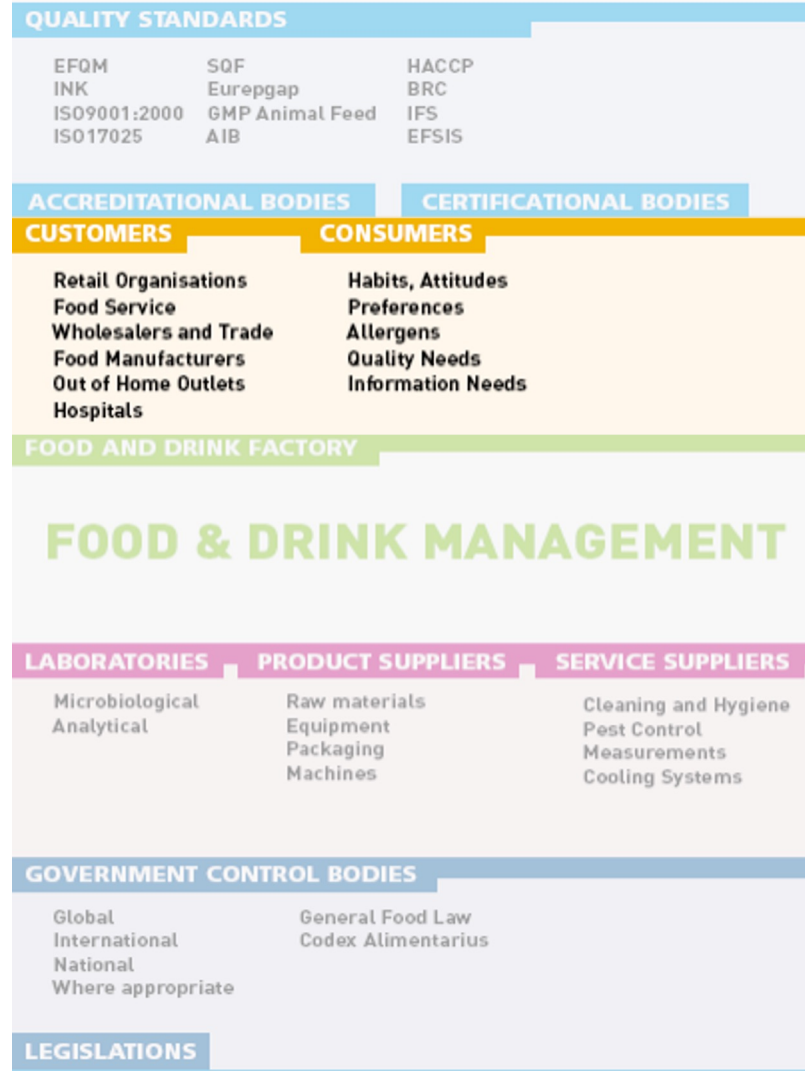 QUALITY STANDARDS
EFQM SQF HACCP
INK Eurepgap BRC
ISO9001:2000 GMP Animal Feed IFS
ISO17025 AIB EFSIS
ACCREDITATIONAL BODIES CERTIFICATIONAL BODIES
CUSTOMERS CONSUMERS
Retail Organisations Habits, Attitudes
Food Service Preferences
Wholesalers and Trade Allergens
Food Manufacturers Quality Needs
Out of Home Outlets Information Needs
Hospitals
FOOD AND DRINK FACTORY
FOOD & DRINK MANAGEMENT
LABORATORIES PRODUCT SUPPLIERS SERVICE SUPPLIERS
Microbiological Raw materials Cleaning and Hygiene
Analytical Equipment Pest Control
Packaging Measurements
Machines Cooling Systems
GOVERNMENT CONTROL BODIES
Global General Food Law
International Codex Alimentarius
National
Where appropriate
LEGISLATIONS